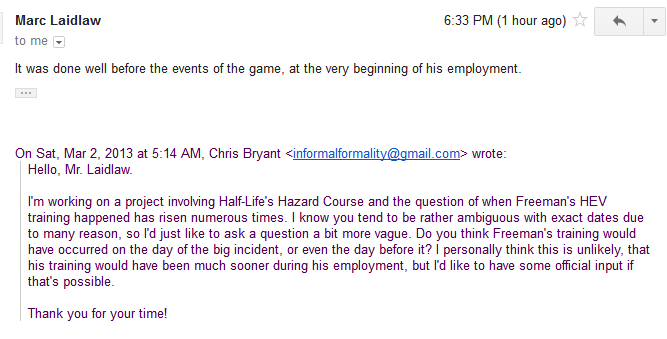 Marc Laidlaw
6:33 PM (1 hour ago)
to me
It was done well before the events of the game, at the very beginning of his employment.
On Sat, Mar 2, 2013 at 5:14 AM, Chris Bryant <informalformality@gmail.com> wrote:
Hello, Mr. Laidlaw.
I'm working on a project involving Half-Life's Hazard Course and the question of when Freeman's HEV
training happened has risen numerous times. I know you tend to be rather ambiguous with exact dates due
to many reason, so I'd just like to ask a question a bit more vague. Do you think Freeman's training would
have occurred on the day of the big incident, or even the day before it? I personally think this is unlikely, that
his training would have been much sooner during his employment, but I'd like to have some official input if
that's possible.
Thank you for your time!